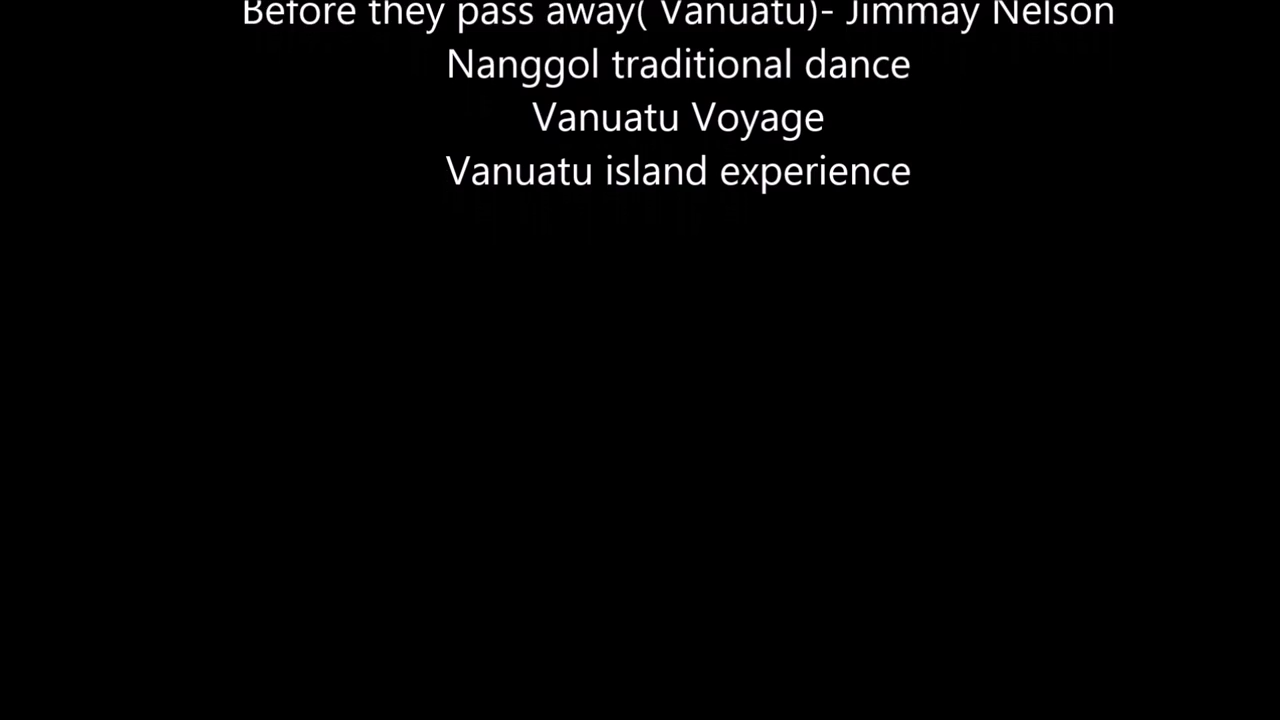 Before they pass away( Vanuatu)- Jimmay Nelson
Nanggol traditional dance
Vanuatu Voyage
Vanuatu island experience